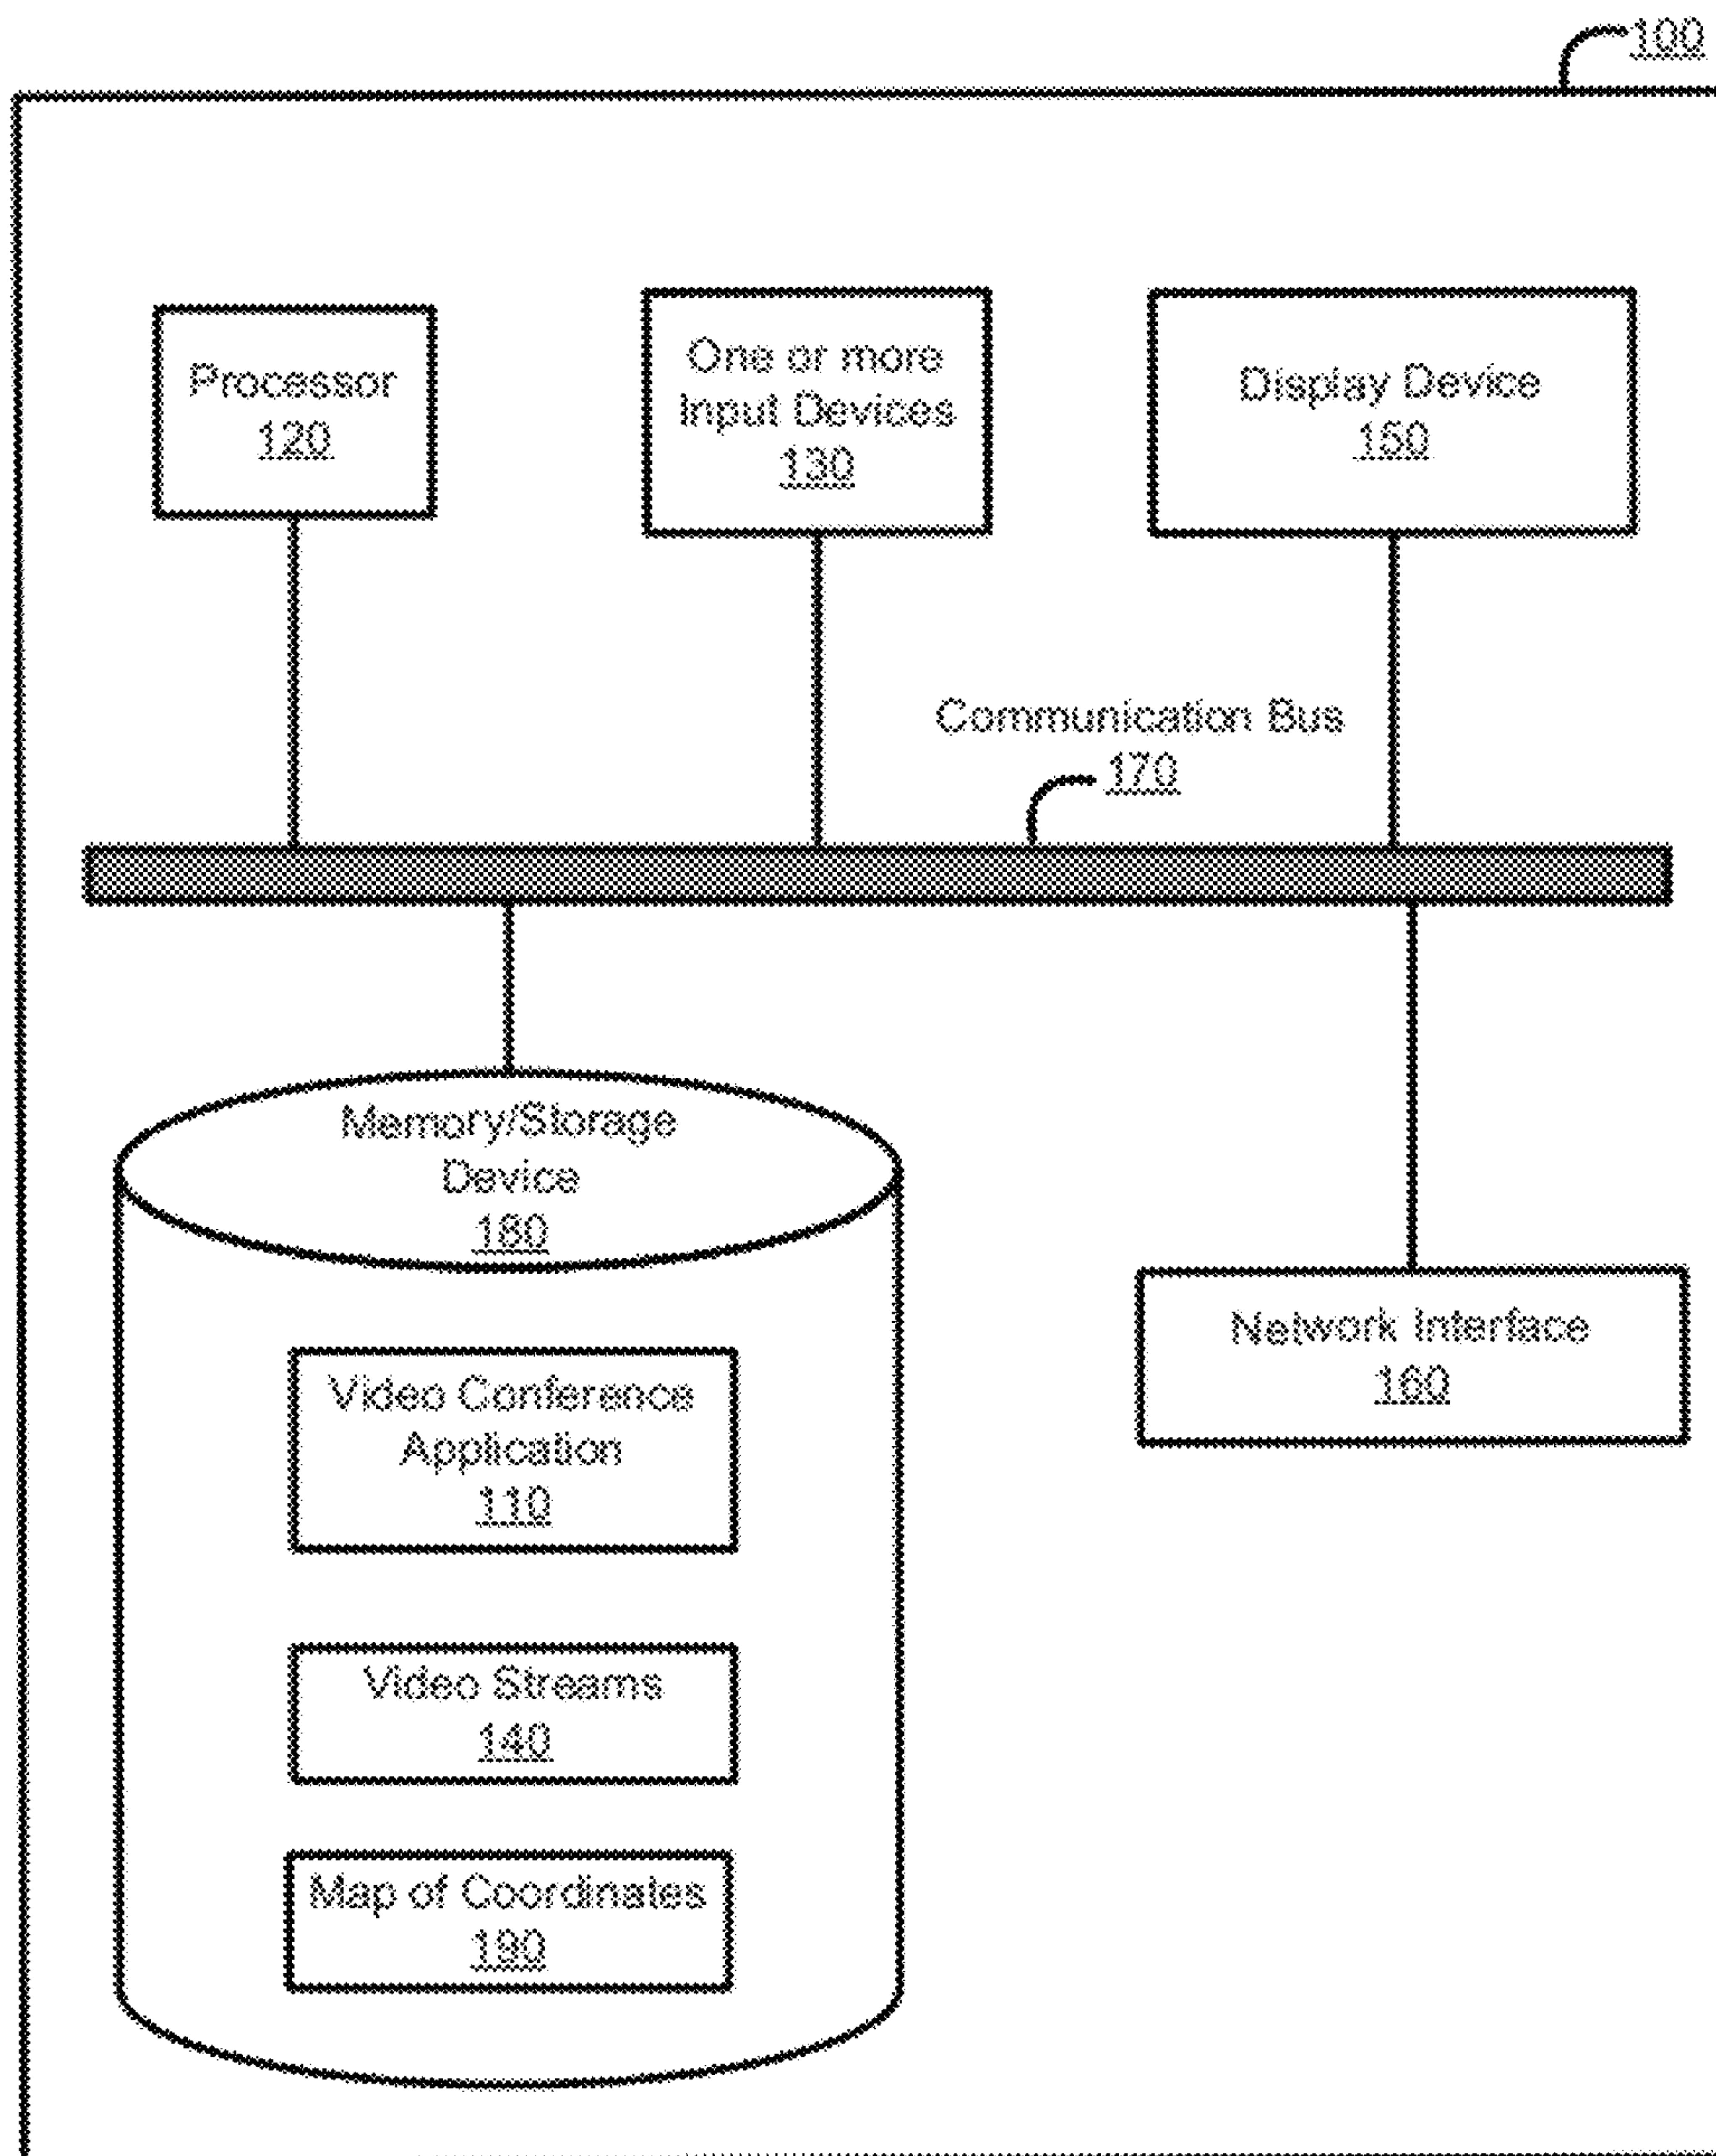 100
Processor
120
One or more
Input Devices
130
Display Device
150
Communication Bus
170
Memory/Storage
Device
180
Network Interface
160
Video Conference
Application
110
Video Streams
140
Map of Coordinates
190